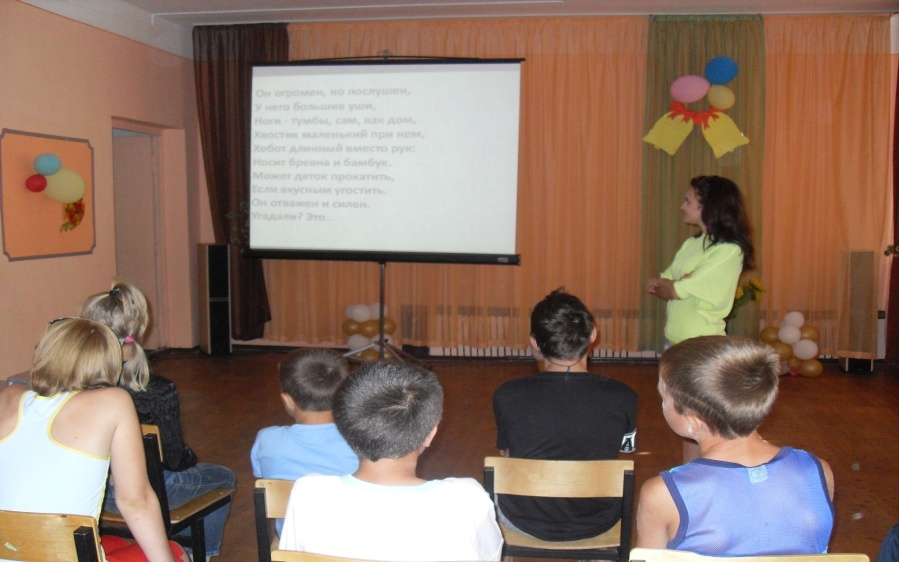 Он огромен, но послушен,
У него большие уши,
Ноги - тумбы, сам, как дом,
Хвостик маленький при нем,
Хобот длинный вместо рук:
Носит бревна и бамбук.
Может деток прокатить,
Если вкусным угостить.
Он отважен и силен.
Угадали? Это...